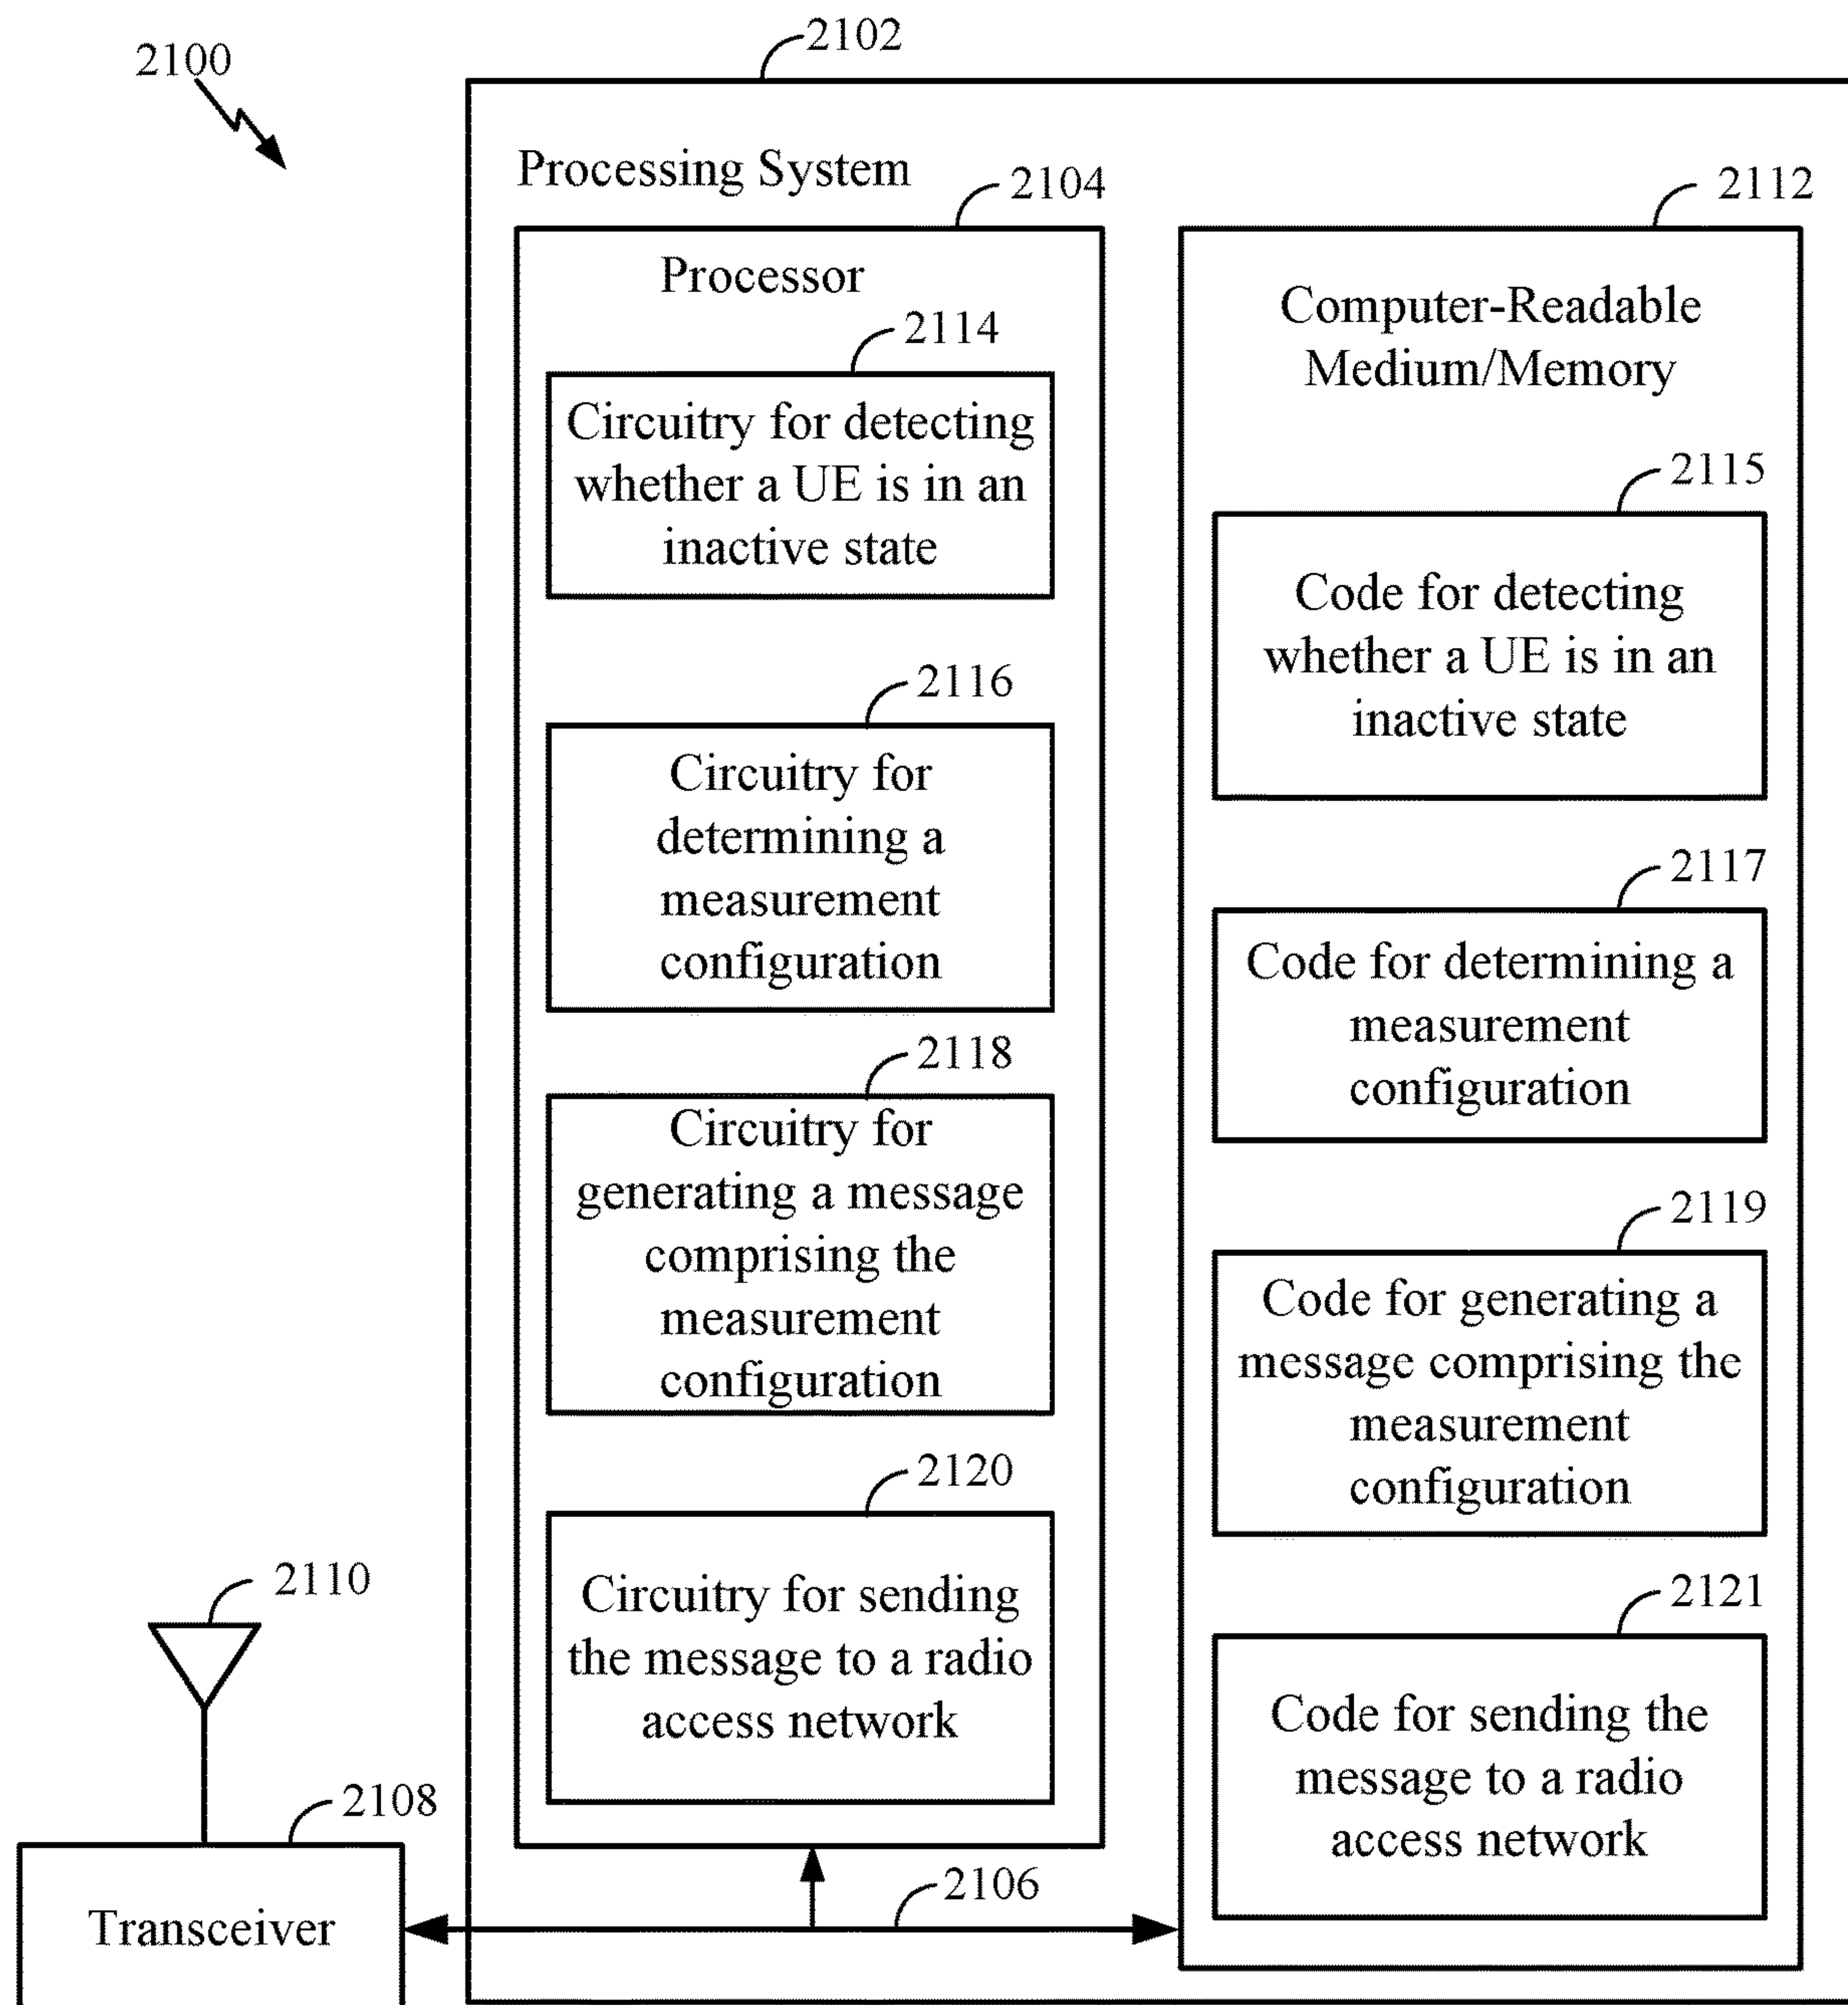 2100
2102
Processing System
2104
Processor
2114
Circuitry for detecting
whether a UE is in an
inactive state
2116
Circuitry for
determining a
measurement
configuration
2118
Circuitry for
generating a message
comprising the
measurement
configuration
2120
Circuitry for sending
the message to a radio
access network
2112
Computer-Readable
Medium/Memory
2115
Code for detecting
whether a UE is in an
inactive state
2117
Code for determining a
measurement
configuration
2119
Code for generating a
message comprising the
measurement
configuration
2121
Code for sending the
message to a radio
access network
2110
2108
Transceiver
2106